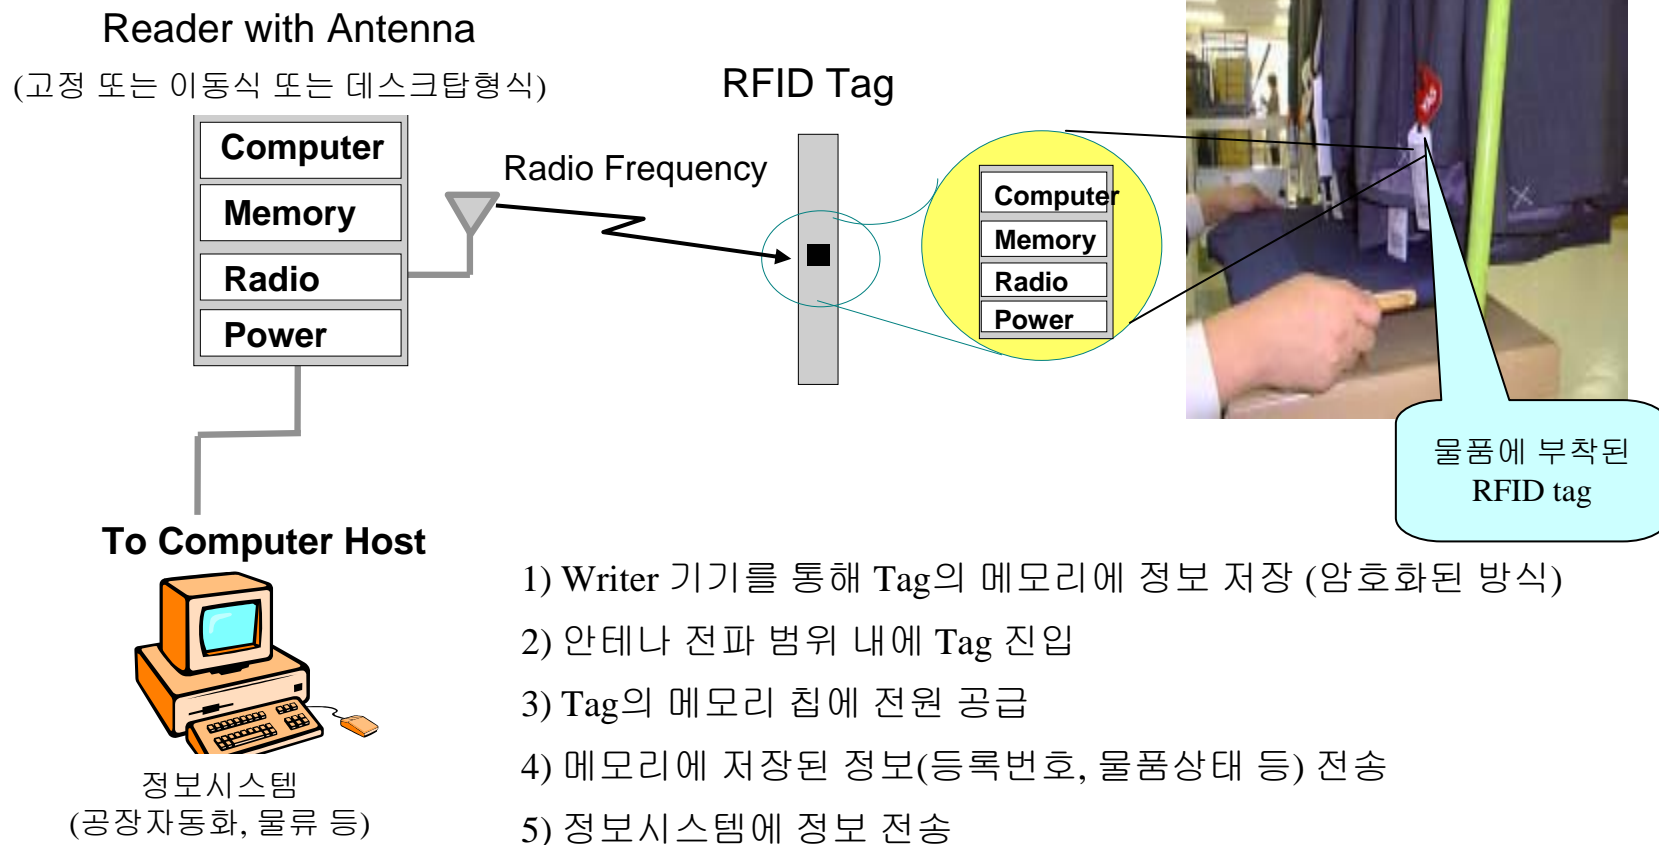 Reader with Antenna
(고정 또는 이동식 또는 데스크탑형식)
RFID Tag
Computer
Memory
Radio
Power
Radio Frequency
Computer
Memory
Radio
Power
물품에 부착된
RFID tag
To Computer Host
정보시스템
(공장자동화, 물류 등)
1) Writer 기기를 통해 Tag의 메모리에 정보 저장 (암호화된 방식)
2) 안테나 전파 범위 내에 Tag 진입
3) Tag의 메모리 칩에 전원 공급
4) 메모리에 저장된 정보(등록번호, 물품상태 등) 전송
5) 정보시스템에 정보 전송